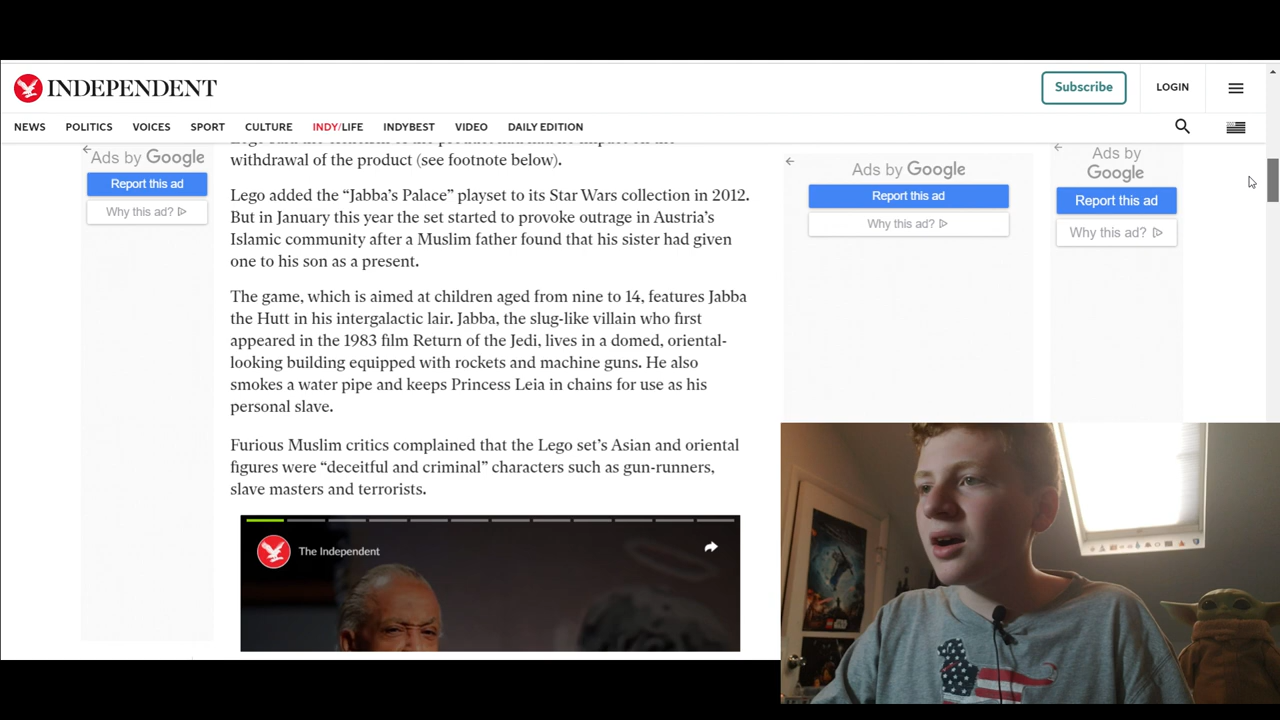 INDEPENDENT
Subscribe
LOGIN
NEWS
POLITICS
VOICES
SPORT
CULTURE
INDY/LIFE
INDYBEST
VIDEO
DAILY EDITION
withdrawal of the product (see footnote below).
Lego added the “Jabba’s Palace” playset to its Star Wars collection in 2012.
But in January this year the set started to provoke outrage in Austria’s
Islamic community after a Muslim father found that his sister had given
one to his son as a present.
The game, which is aimed at children aged from nine to 14, features Jabba
the Hutt in his intergalactic lair. Jabba, the slug-like villain who first
appeared in the 1983 film Return of the Jedi, lives in a domed, oriental-
looking building equipped with rockets and machine guns. He also
smokes a water pipe and keeps Princess Leia in chains for use as his
personal slave.
Furious Muslim critics complained that the Lego set’s Asian and oriental
figures were “deceitful and criminal” characters such as gun-runners,
slave masters and terrorists.
The Independent
Ads by Google
Report this ad
Why this ad?
Ads by Google
Report this ad
Why this ad?
Ads by
Google
Report this ad
Why this ad?